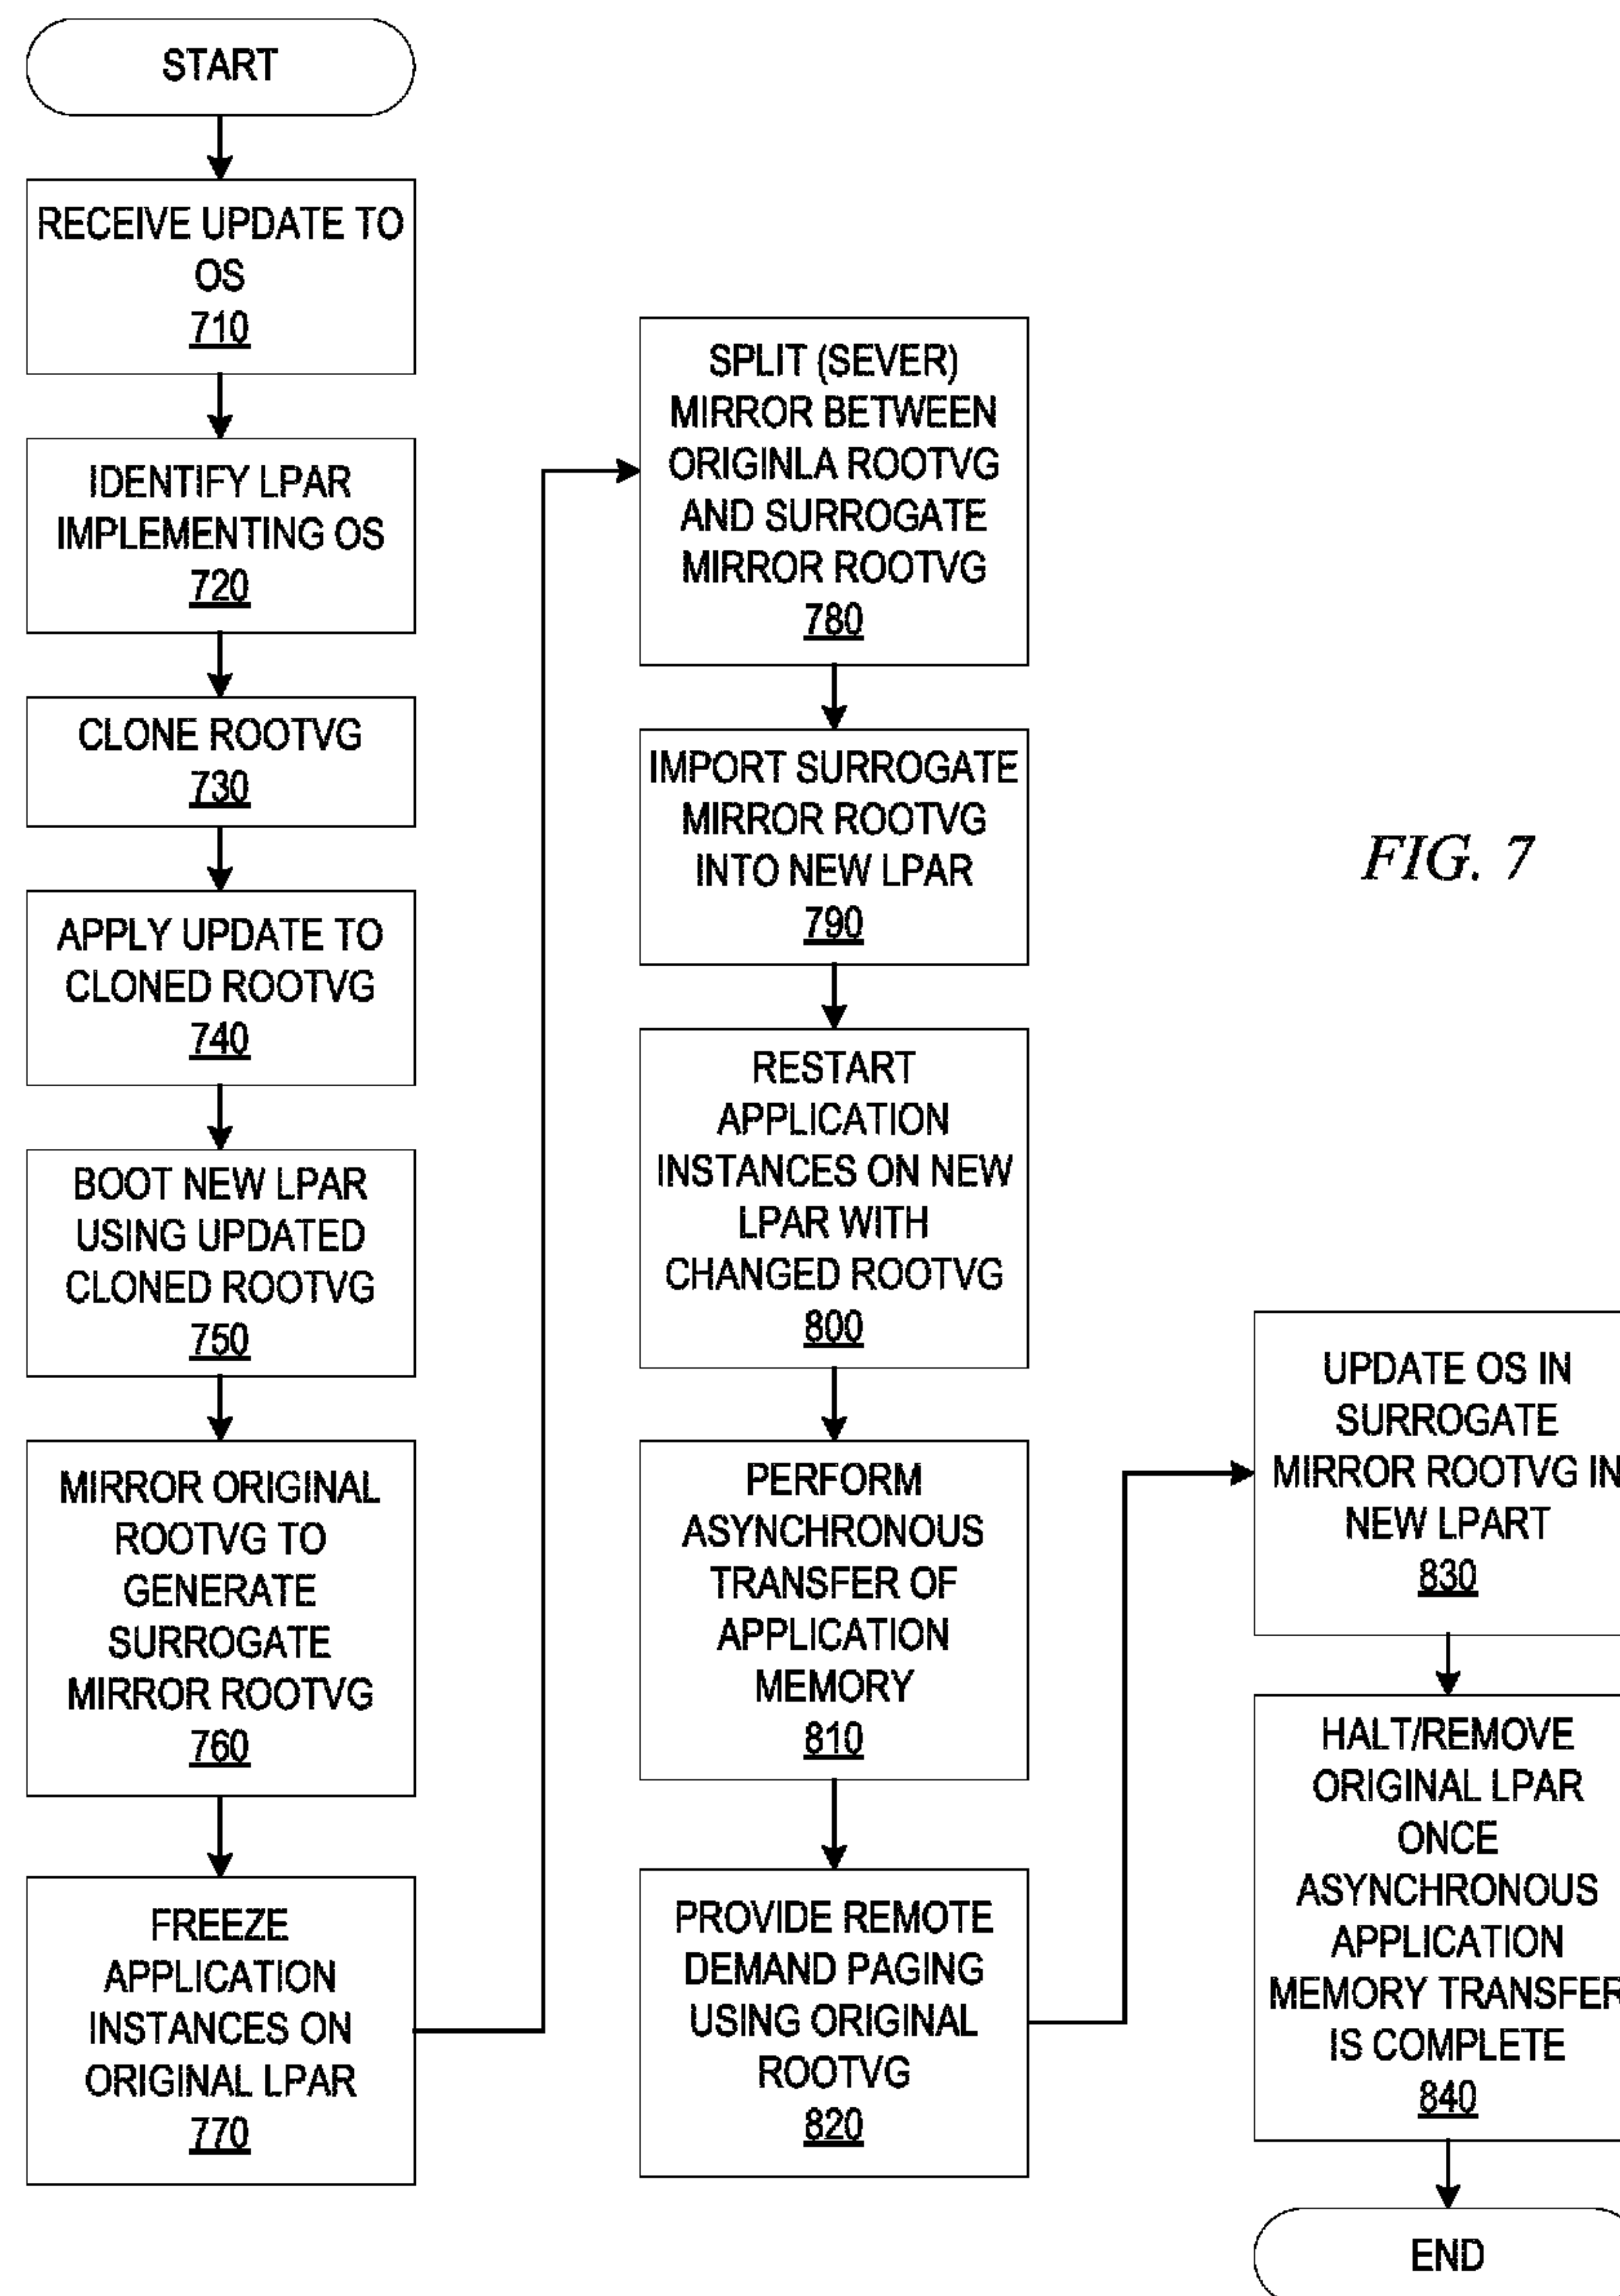 START
RECEIVE UPDATE TO
OS
710
IDENTIFY LPAR
IMPLEMENTING OS
720
CLONE ROOTVG
730
APPLY UPDATE TO
CLONED ROOTVG
740
BOOT NEW LPAR
USING UPDATED
CLONED ROOTVG
750
MIRROR ORIGINAL
ROOTVG TO
GENERATE
SURROGATE
MIRROR ROOTVG
760
FREEZE
APPLICATION
INSTANCES ON
ORIGINAL LPAR
770
SPLIT (SEVER)
MIRROR BETWEEN
ORIGINLA ROOTVG
AND SURROGATE
MIRROR ROOTVG
780
IMPORT SURROGATE
MIRROR ROOTVG
INTO NEW LPAR
790
RESTART
APPLICATION
INSTANCES ON NEW
LPAR WITH
CHANGED ROOTVG
800
PERFORM
ASYNCHRONOUS
TRANSFER OF
APPLICATION
MEMORY
810
PROVIDE REMOTE
DEMAND PAGING
USING ORIGINAL
ROOTVG
820
FIG. 7
UPDATE OS IN
SURROGATE
MIRROR ROOTVG IN
NEW LPART
830
HALT/REMOVE
ORIGINAL LPAR
ONCE
ASYNCHRONOUS
APPLICATION
MEMORY TRANSFER
IS COMPLETE
840
END